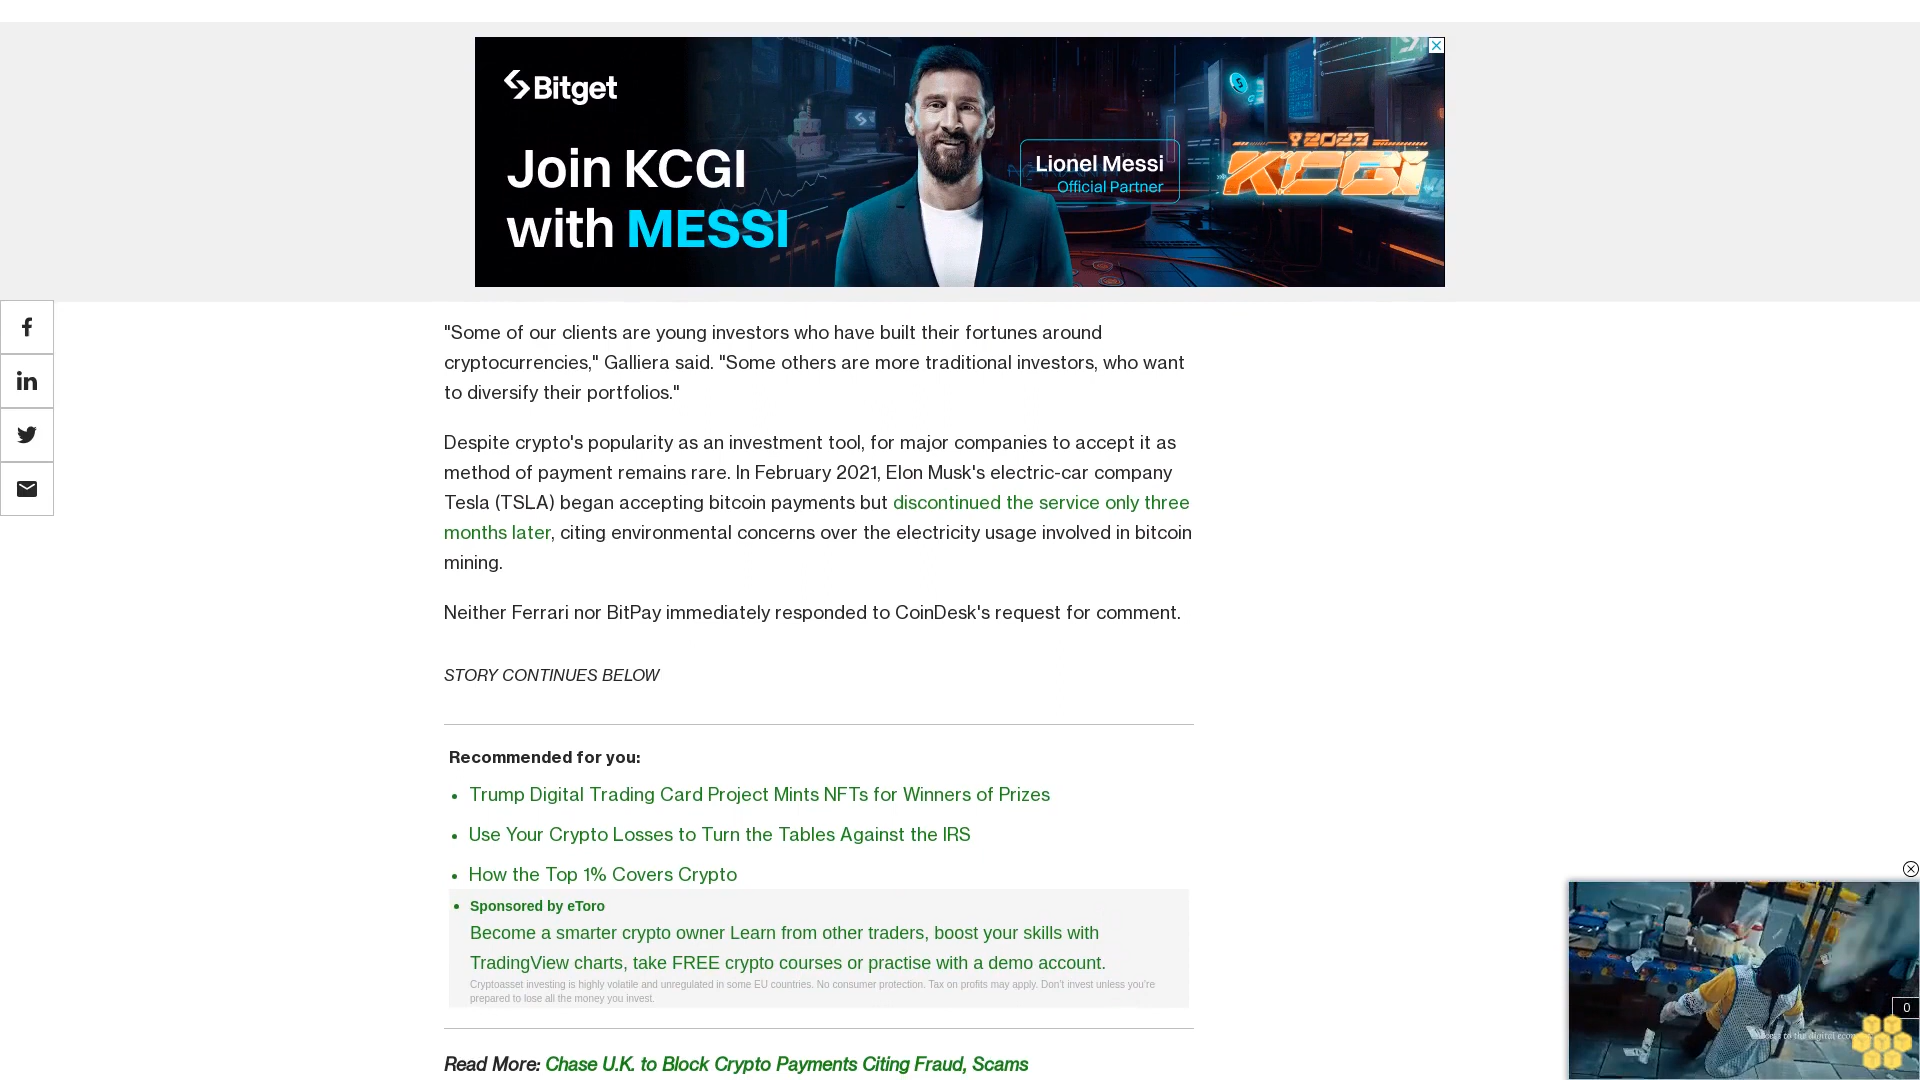 Bitget
Join KCGI
with MESSI
Lionel Messi
Official Partner
2023
KCGI
"Some of our clients are young investors who have built their fortunes around
cryptocurrencies," Galliera said. "Some others are more traditional investors, who want
to diversify their portfolios."
Despite crypto's popularity as an investment tool, for major companies to accept it as
method of payment remains rare. In February 2021, Elon Musk's electric-car company
Tesla (TSLA) began accepting bitcoin payments but discontinued the service only three
months later, citing environmental concerns over the electricity usage involved in bitcoin
mining.
Neither Ferrari nor BitPay immediately responded to CoinDesk's request for comment.
STORY CONTINUES BELOW
Recommended for you:
• Trump Digital Trading Card Project Mints NFTs for Winners of Prizes
• Use Your Crypto Losses to Turn the Tables Against the IRS
• How the Top 1% Covers Crypto
• Sponsored by eToro
Become a smarter crypto owner Learn from other traders, boost your skills with
TradingView charts, take FREE crypto courses or practise with a demo account.
Cryptoasset investing is highly volatile and unregulated in some EU countries. No consumer protection. Tax on profits may apply. Don't invest unless you're
prepared to lose all the money you invest.
Read More: Chase U.K. to Block Crypto Payments Citing Fraud, Scams
0
to the digital